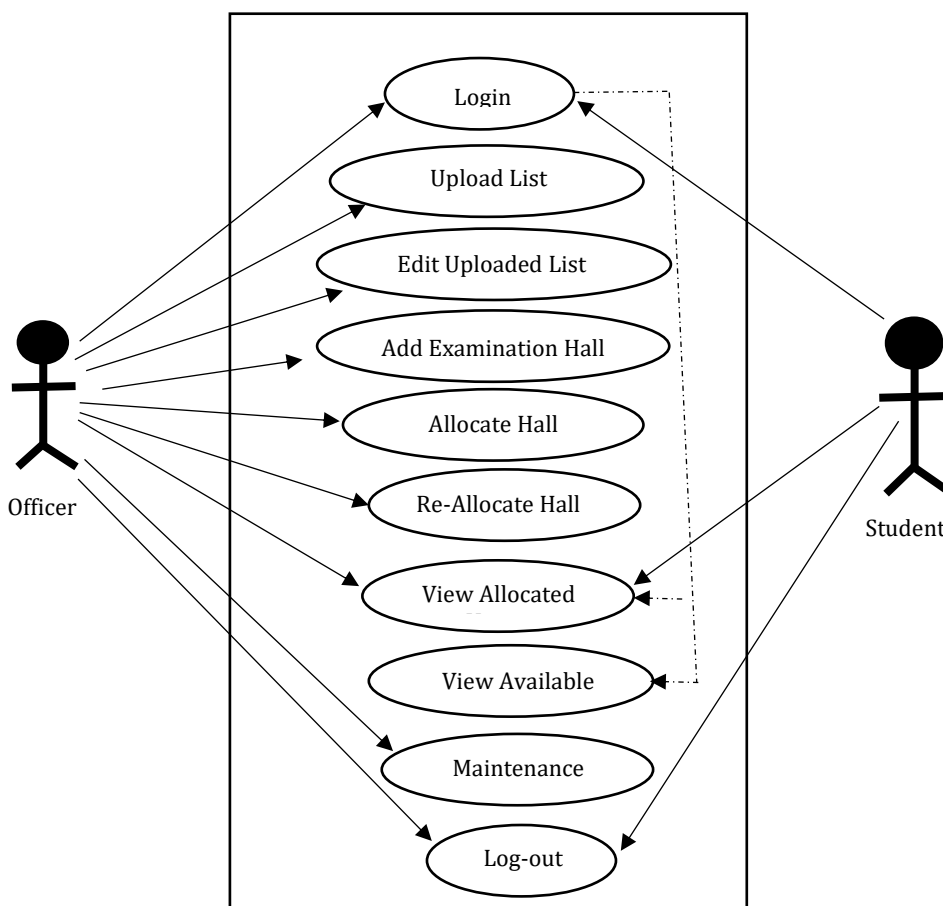 Login
Upload List
Edit Uploaded List
Add Examination Hall
Allocate Hall
Re-Allocate Hall
Officer
Student
View Allocated
View Available
Maintenance
Log-out